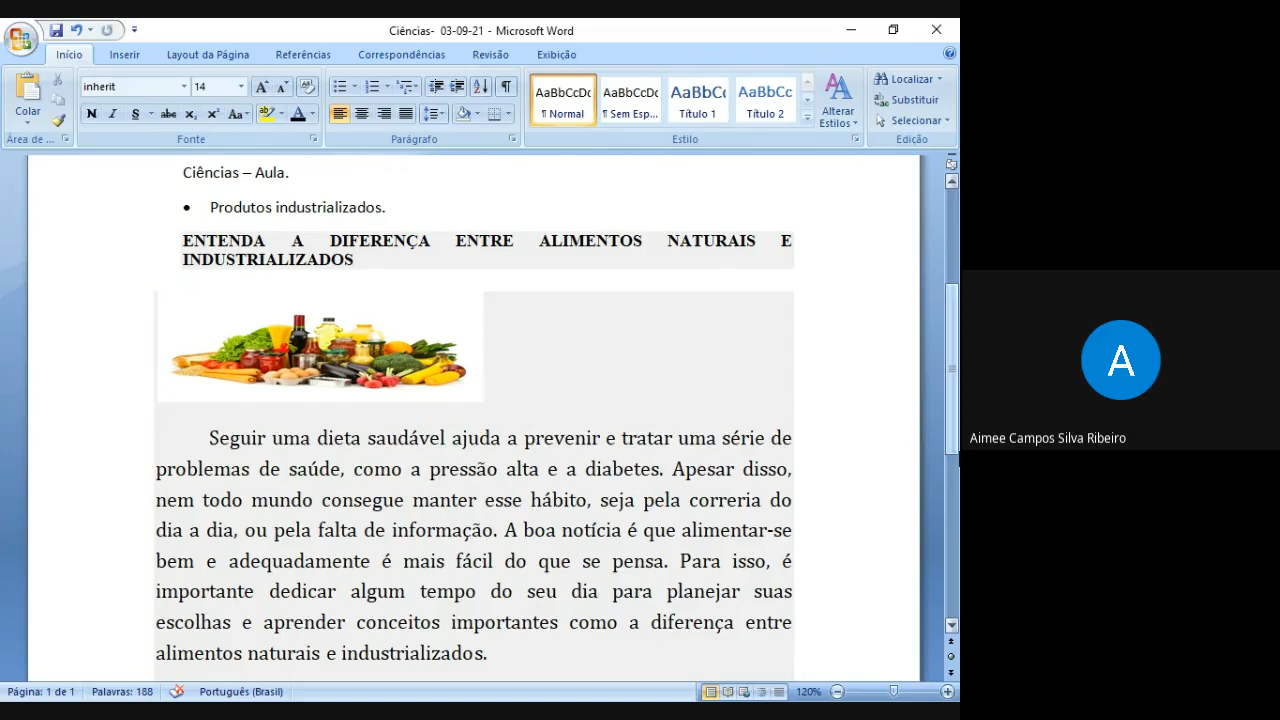 Ciências- 03-09-21 - Microsoft Word
Início Inserir Layout da Página Referências Correspondências Revisão Exibição
inherit 14
Colar
N I S abc x₂ x² Aa A
AaBbCcDc AaBbCcDc AaBbC AaBbCc
¶ Normal ¶ Sem Esp... Título 1 Título 2
Alterar Estilos
Localizar
Substituir
Selecionar
Área de ... Fonte Parágrafo Estilo Edição
Ciências – Aula.
• Produtos industrializados.
ENTENDA A DIFERENÇA ENTRE ALIMENTOS NATURAIS E
INDUSTRIALIZADOS
Seguir uma dieta saudável ajuda a prevenir e tratar uma série de
problemas de saúde, como a pressão alta e a diabetes. Apesar disso,
nem todo mundo consegue manter esse hábito, seja pela correria do
dia a dia, ou pela falta de informação. A boa notícia é que alimentar-se
bem e adequadamente é mais fácil do que se pensa. Para isso, é
importante dedicar algum tempo do seu dia para planejar suas
escolhas e aprender conceitos importantes como a diferença entre
alimentos naturais e industrializados.
Página: 1 de 1 Palavras: 188 Português (Brasil) 120%
A
Aimee Campos Silva Ribeiro